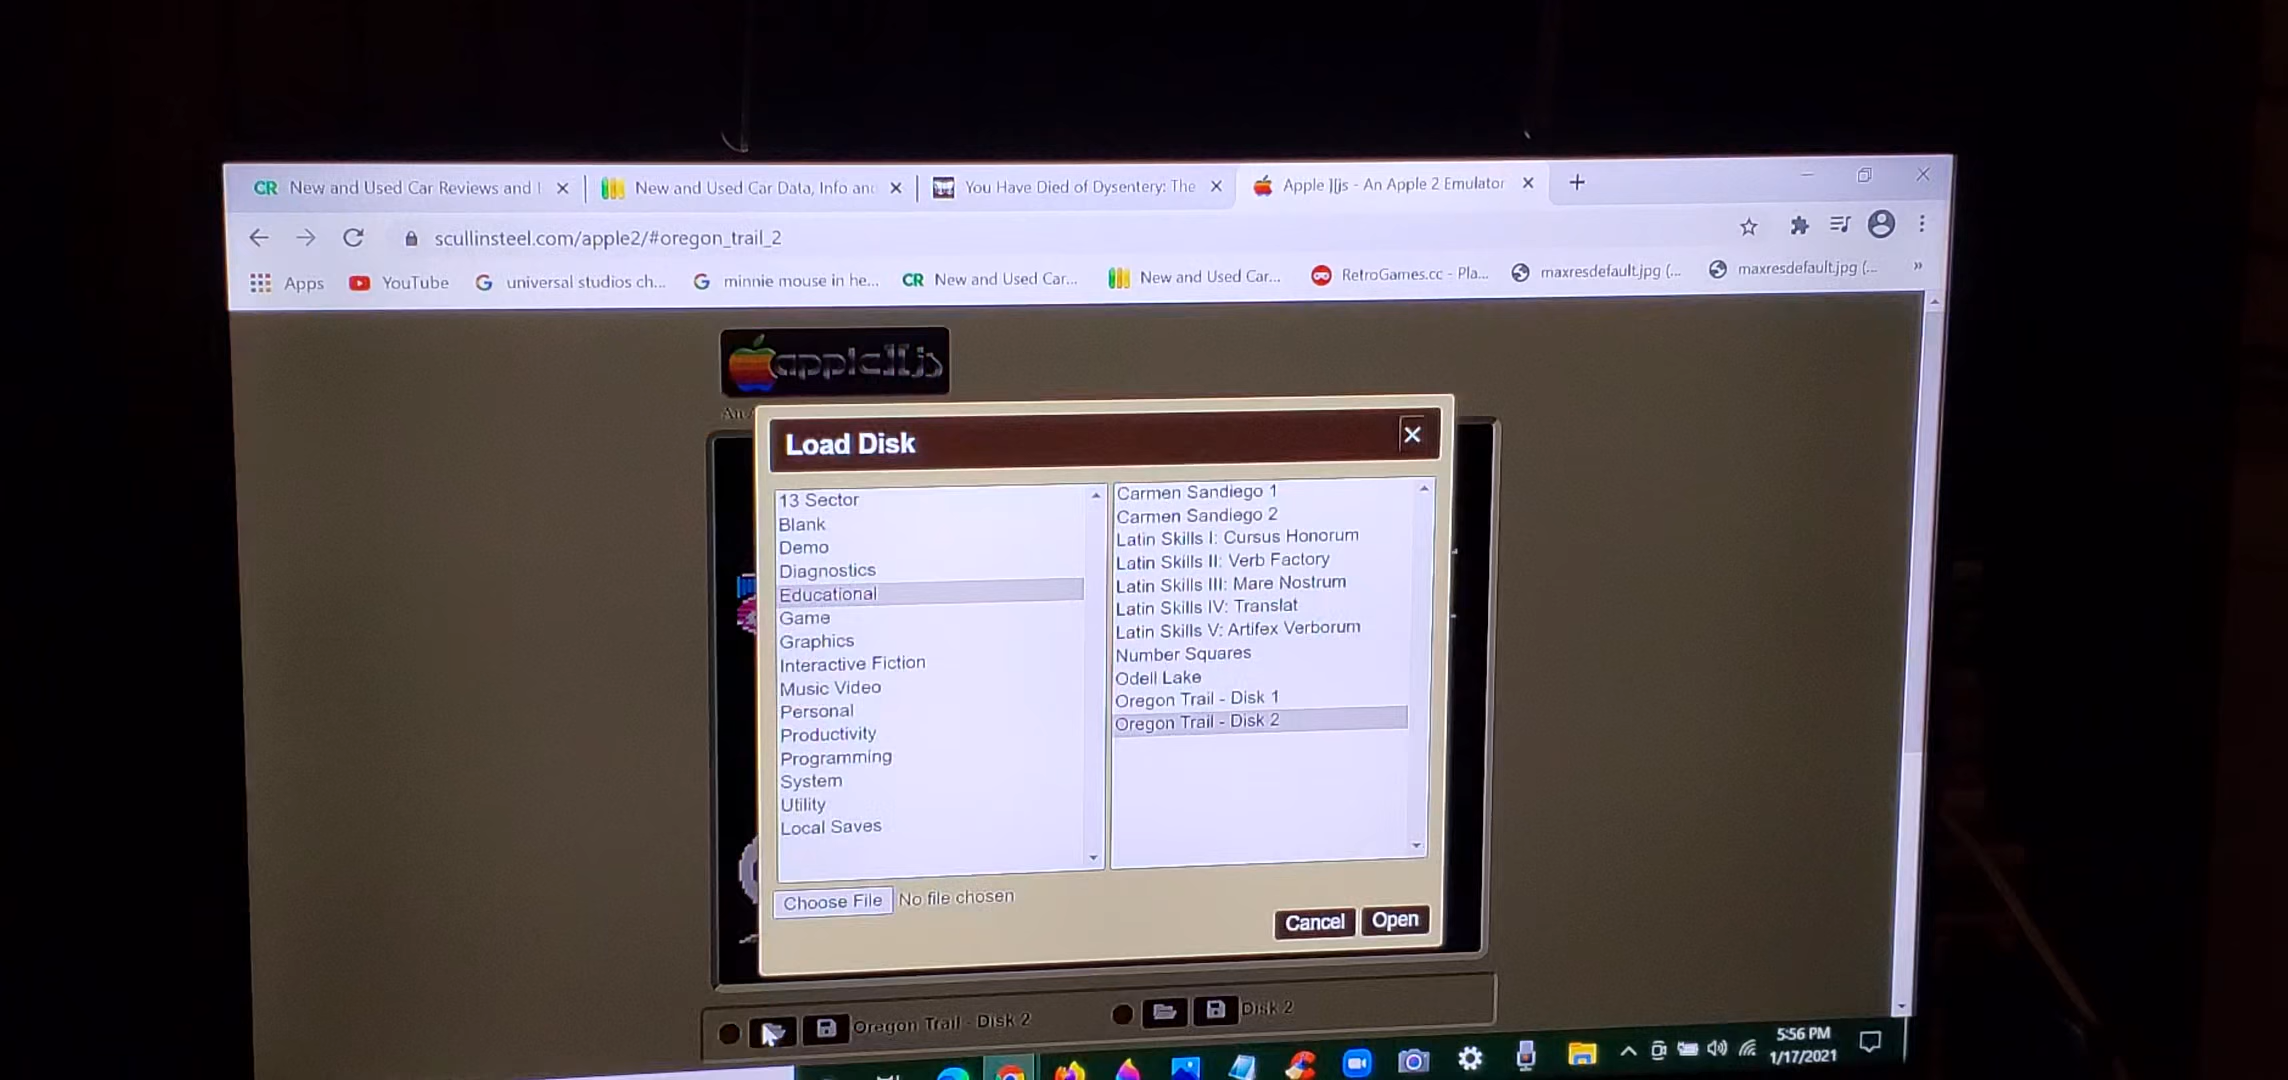 CR New and Used Car Reviews and
New and Used Car Data, Info and
You Have Died of Dysentery: The
Apple ][js - An Apple 2 Emulator
scullinsteel.com/apple2/#oregon_trail_2
Apps
YouTube
universal studios ch...
minnie mouse in he...
CR New and Used Car...
New and Used Car...
RetroGames.cc - Pla...
maxresdefault.jpg (...
maxresdefault.jpg (...
»
apple][js
Load Disk
13 Sector
Blank
Demo
Diagnostics
Educational
Game
Graphics
Interactive Fiction
Music Video
Personal
Productivity
Programming
System
Utility
Local Saves
Carmen Sandiego 1
Carmen Sandiego 2
Latin Skills I: Cursus Honorum
Latin Skills II: Verb Factory
Latin Skills III: Mare Nostrum
Latin Skills IV: Translat
Latin Skills V: Artifex Verborum
Number Squares
Odell Lake
Oregon Trail - Disk 1
Oregon Trail - Disk 2
Choose File No file chosen
Cancel Open
Oregon Trail - Disk 2
Disk 2
5:56 PM
1/17/2021